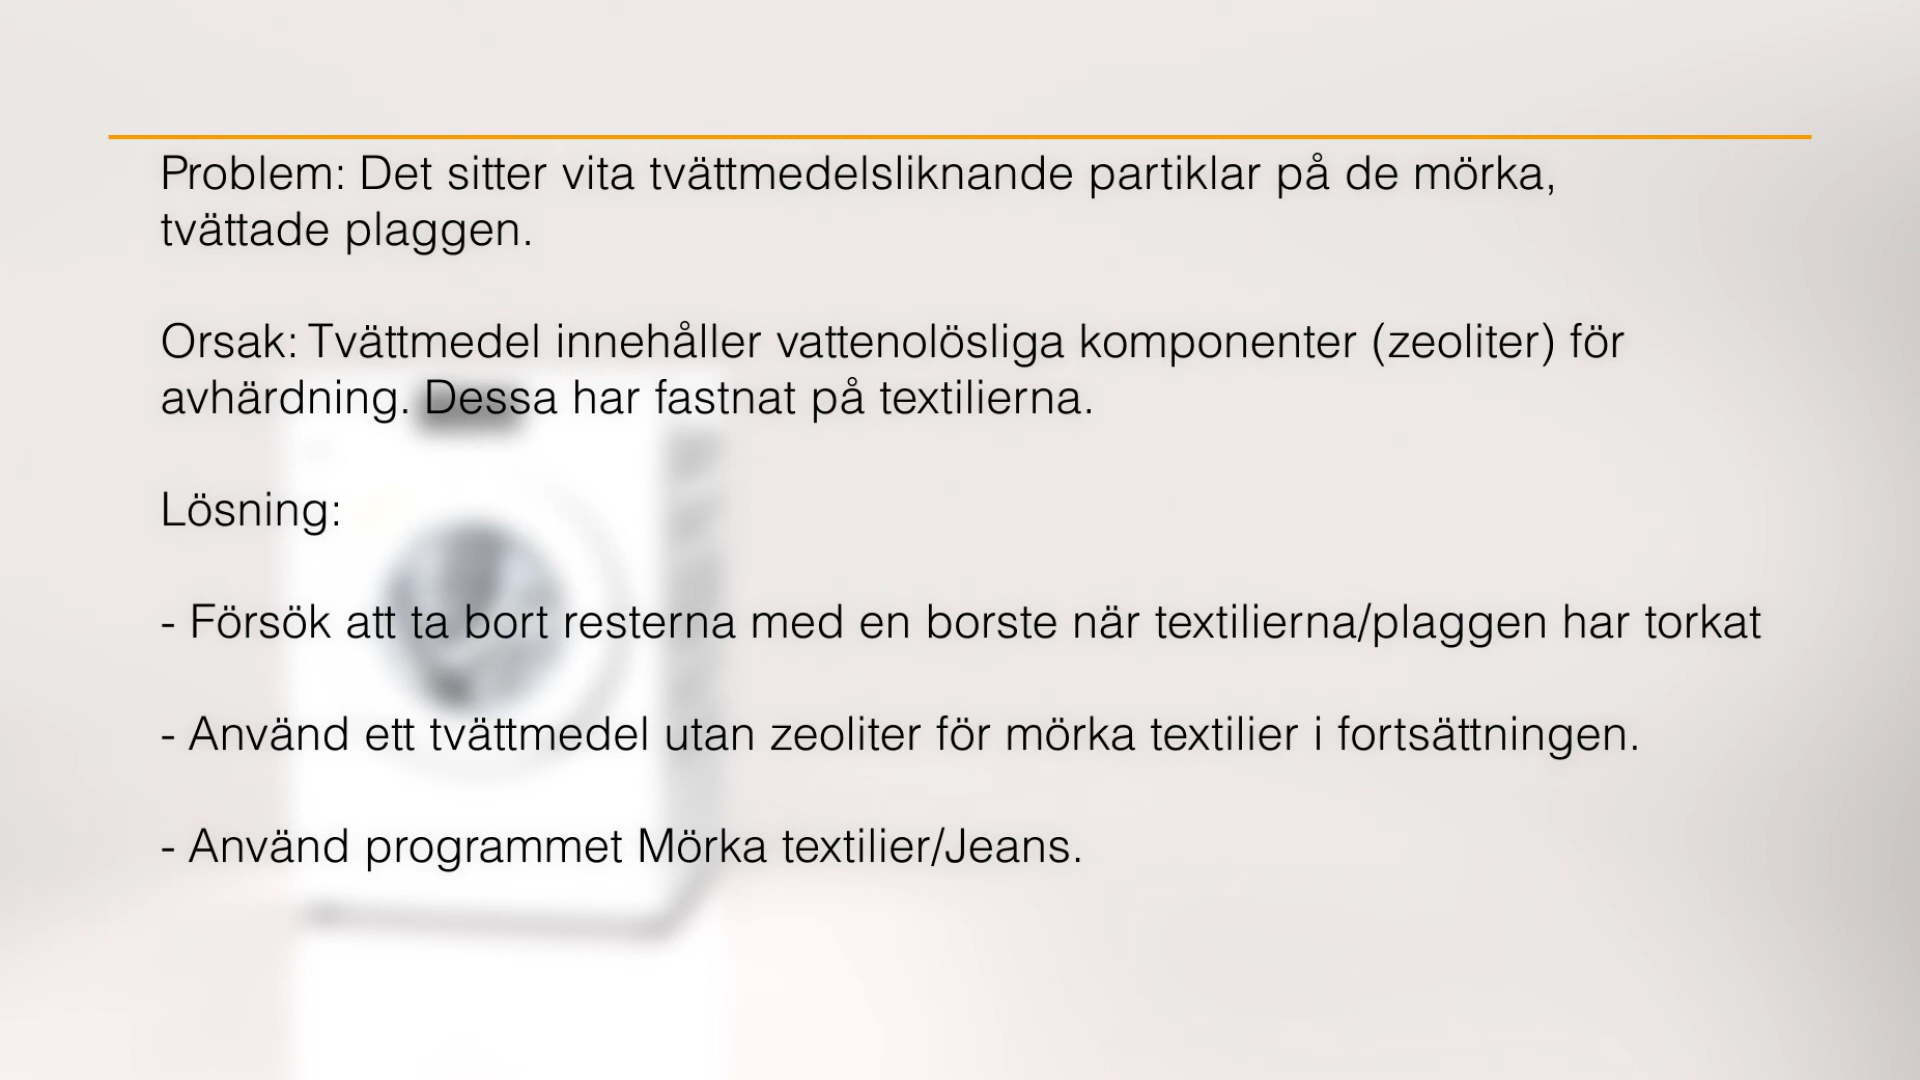 Problem: Det sitter vita tvättmedelsliknande partiklar på de mörka,
tvättade plaggen.
Orsak: Tvättmedel innehåller vattenolösliga komponenter (zeoliter) för
avhärdning. Dessa har fastnat på textilierna.
Lösning:
- Försök att ta bort resterna med en borste när textilierna/plaggen har torkat
- Använd ett tvättmedel utan zeoliter för mörka textilier i fortsättningen.
- Använd programmet Mörka textilier/Jeans.